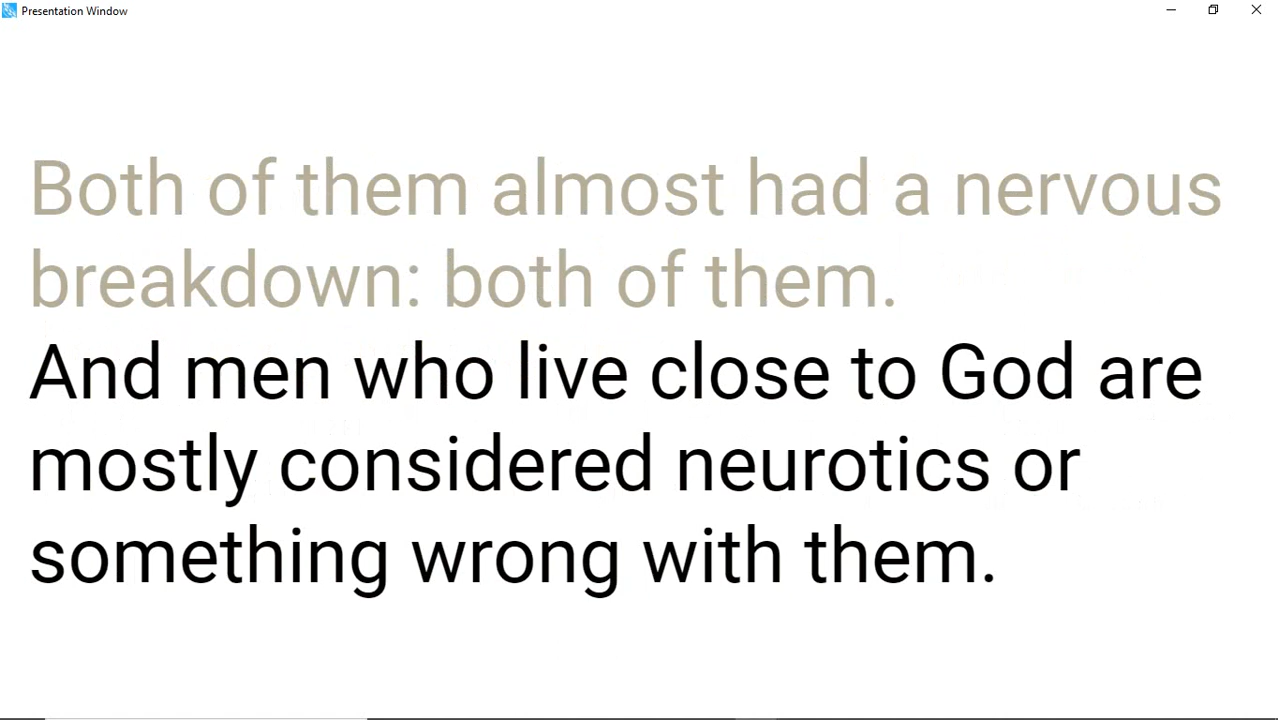 Presentation Window
Both of them almost had a nervous
breakdown: both of them.
And men who live close to God are
mostly considered neurotics or
something wrong with them.